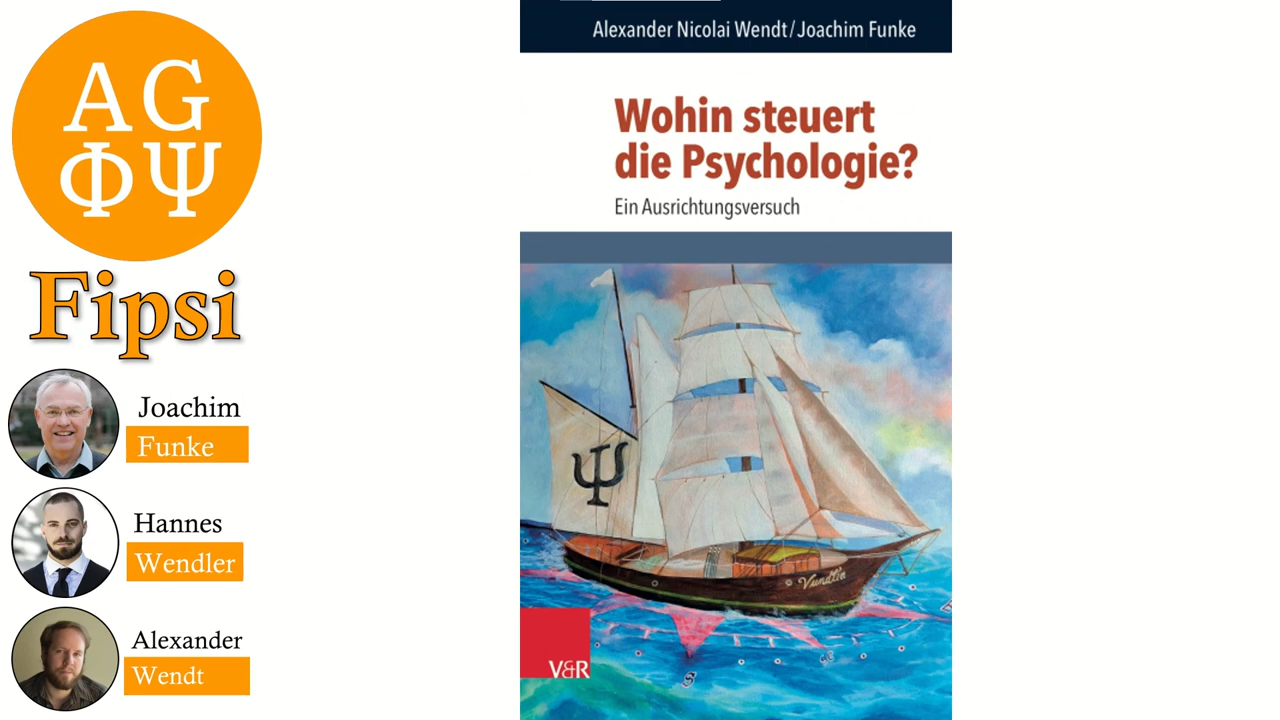 AG
ΦΨ
Fipsi
Joachim
Funke
Hannes
Wendler
Alexander
Wendt
Alexander Nicolai Wendt/Joachim Funke
Wohin steuert
die Psychologie?
Ein Ausrichtungsversuch
Ψ
V&R